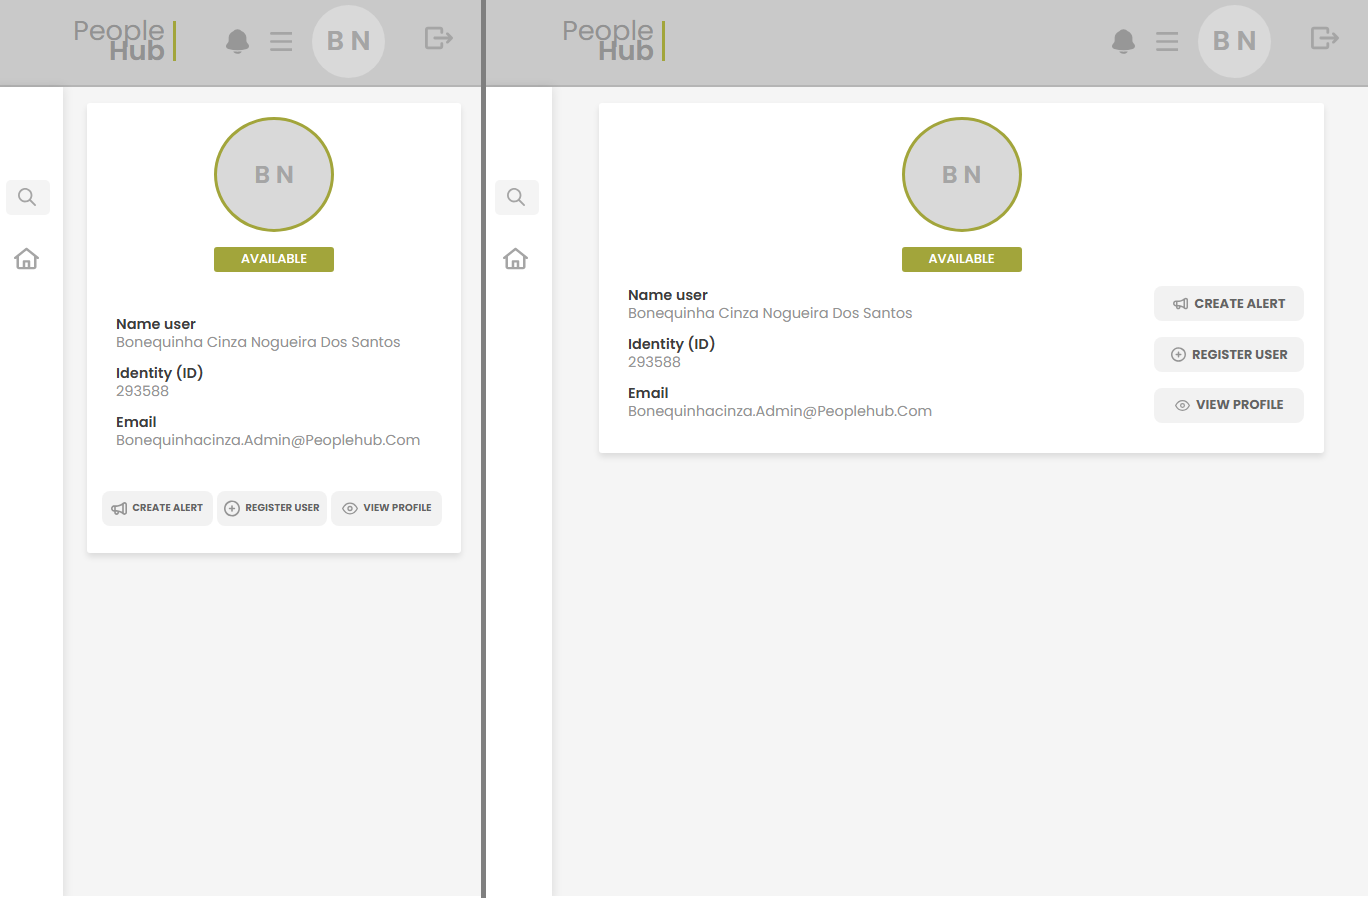 People
Hub
B N
B N
AVAILABLE
Name user
Bonequinha Cinza Nogueira Dos Santos
Identity (ID)
293588
Email
Bonequinhacinza.Admin@Peoplehub.Com
CREATE ALERT
REGISTER USER
VIEW PROFILE
People
Hub
B N
B N
AVAILABLE
Name user
Bonequinha Cinza Nogueira Dos Santos
Identity (ID)
293588
Email
Bonequinhacinza.Admin@Peoplehub.Com
CREATE ALERT
REGISTER USER
VIEW PROFILE